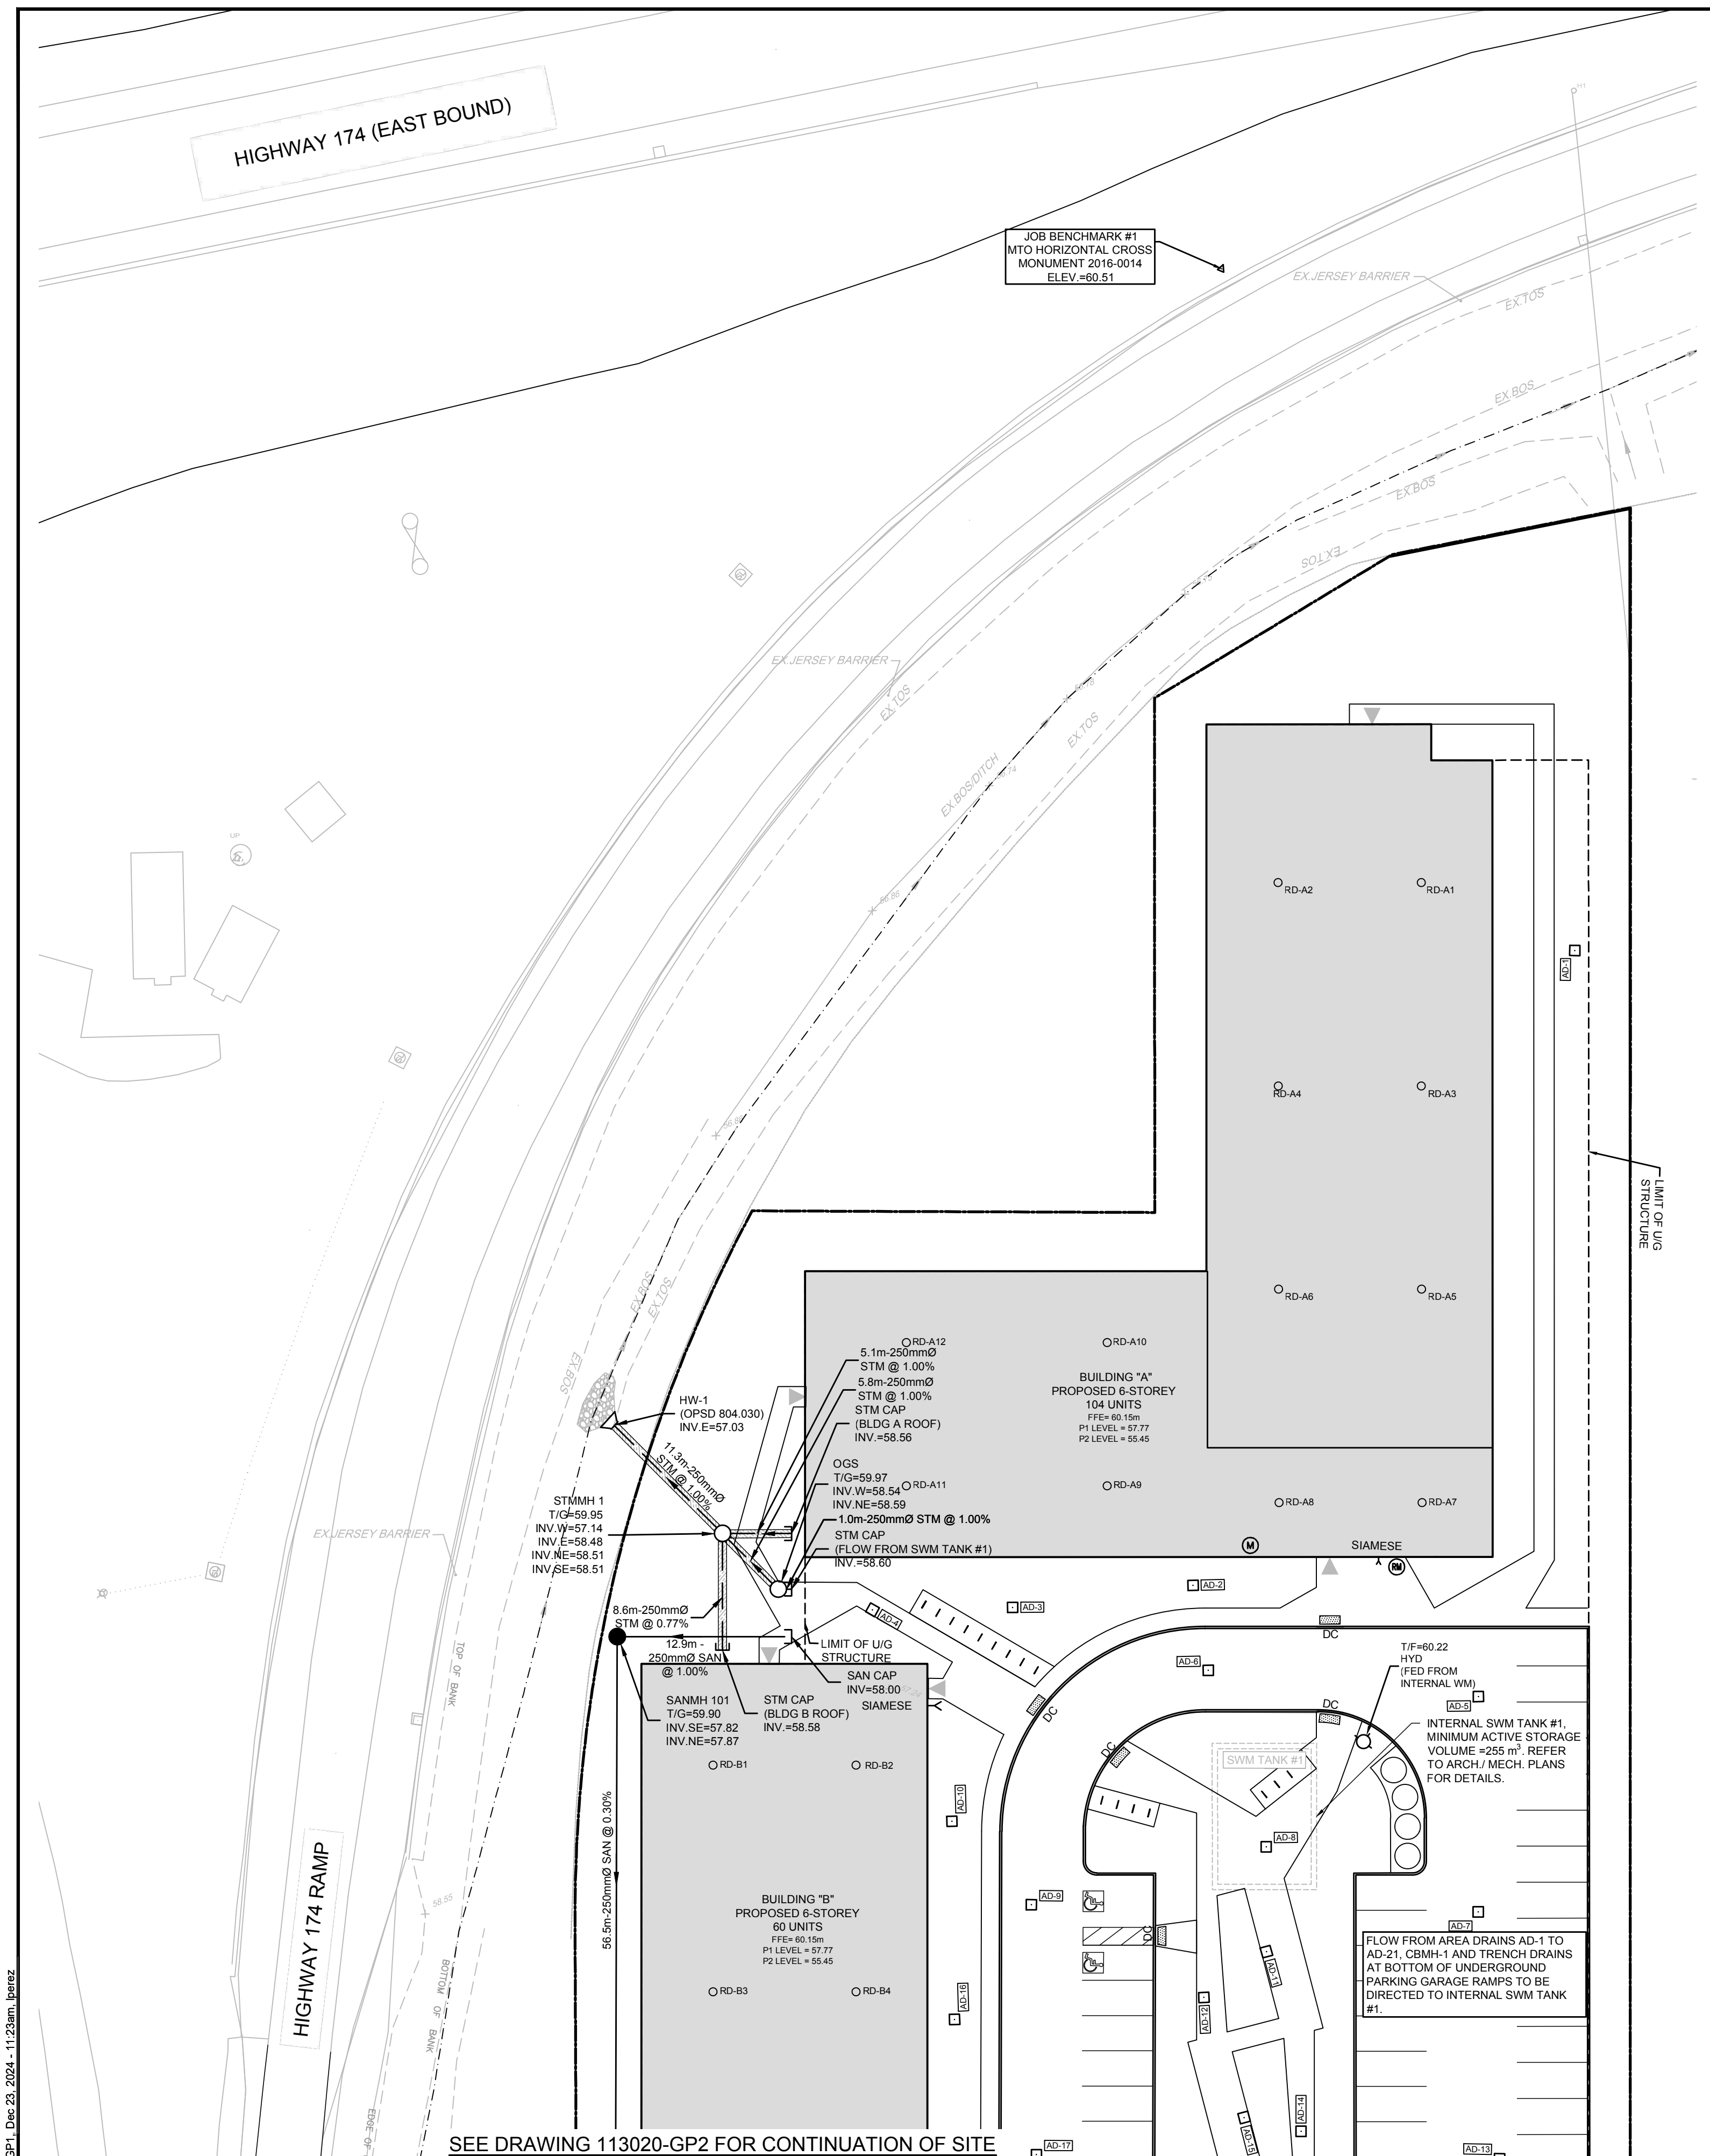 HIGHWAY 174 (EAST BOUND)
JOB BENCHMARK #1
MTO HORIZONTAL CROSS
MONUMENT 2016-0014
ELEV.=60.51
EX.JERSEY BARRIER
EX.TOS
EX.BOS
EX.BOS
EX.TOS
EX.JERSEY BARRIER
EX.TOS
EX.TOS
EX.BOS/DITCH
UP
RD-A2
RD-A1
AD-1
RD-A4
RD-A3
LIMIT OF U/G
STRUCTURE
RD-A6
RD-A5
EX.BOS
EX.TOS
EX.BOS
RD-A12
RD-A10
5.1m-250mmØ
STM @ 1.00%
5.8m-250mmØ
STM @ 1.00%
STM CAP
(BLDG A ROOF)
INV.=58.56
BUILDING "A"
PROPOSED 6-STOREY
104 UNITS
FFE= 60.15m
P1 LEVEL = 57.77
P2 LEVEL = 55.45
HW-1
(OPSD 804.030)
INV.E=57.03
11.3m-250mmØ
STM @ 1.00%
OGS
T/G=59.97
INV.W=58.54
INV.NE=58.59
RD-A11
RD-A9
RD-A8
RD-A7
1.0m-250mmØ STM @ 1.00%
STM CAP
(FLOW FROM SWM TANK #1)
INV.=58.60
STMMH 1
T/G=59.95
INV.W=57.14
INV.E=58.48
INV.NE=58.51
INV.SE=58.51
EX.JERSEY BARRIER
M
SIAMESE
RM
AD-2
AD-3
AD-4
8.6m-250mmØ
STM @ 0.77%
12.9m -
250mmØ SAN
@ 1.00%
LIMIT OF U/G
STRUCTURE
SAN CAP
INV=58.00
SIAMESE
DC
T/F=60.22
HYD
(FED FROM
INTERNAL WM)
AD-6
AD-5
TOP OF BANK
SANMH 101
T/G=59.90
INV.SE=57.82
INV.NE=57.87
STM CAP
(BLDG B ROOF)
INV.=58.58
DC
DC
DC
INTERNAL SWM TANK #1,
MINIMUM ACTIVE STORAGE
VOLUME =255 m³. REFER
TO ARCH./ MECH. PLANS
FOR DETAILS.
SWM TANK #1
RD-B1
RD-B2
AD-10
AD-8
56.5m-250mmØ SAN @ 0.30%
HIGHWAY 174 RAMP
58.55
BUILDING "B"
PROPOSED 6-STOREY
60 UNITS
FFE= 60.15m
P1 LEVEL = 57.77
P2 LEVEL = 55.45
AD-9
AD-7
DC
FLOW FROM AREA DRAINS AD-1 TO
AD-21, CBMH-1 AND TRENCH DRAINS
AT BOTTOM OF UNDERGROUND
PARKING GARAGE RAMPS TO BE
DIRECTED TO INTERNAL SWM TANK
#1.
AD-11
BOTTOM OF BANK
RD-B3
RD-B4
AD-16
AD-12
AD-14
AD-15
EDGE OF
SEE DRAWING 113020-GP2 FOR CONTINUATION OF SITE
AD-17
AD-13
GP1, Dec 23, 2024 - 11:23am, lperez